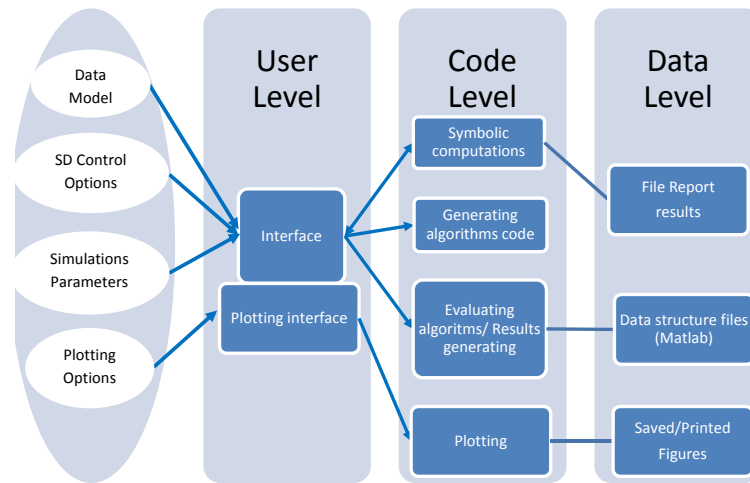 Data
Model
SD Control
Options
Simulations
Parameters
Plotting
Options
User
Level
Interface
Plotting interface
Code
Level
Symbolic
computations
Generating
algorithms code
Evaluating
algoritms/ Results
generating
Plotting
Data
Level
File Report
results
Data structure files
(Matlab)
Saved/Printed
Figures